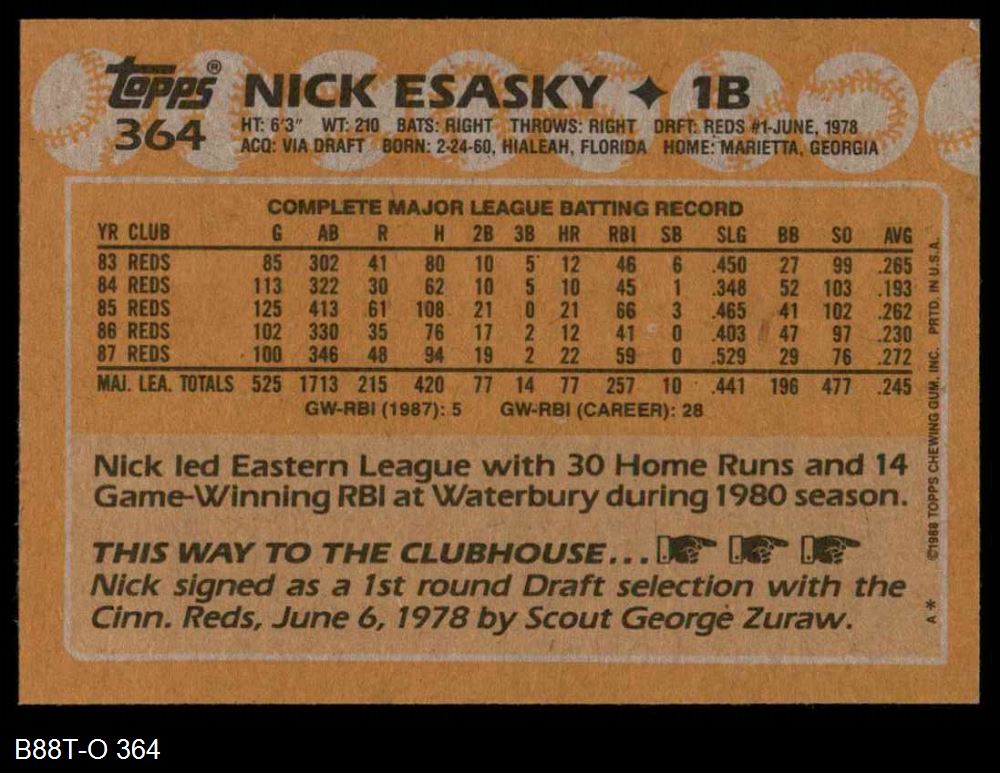 Topps® NICK ESASKY ✦ 1B
364 HT: 6'3" WT: 210 BATS: RIGHT THROWS: RIGHT DRFT: REDS #1-JUNE, 1978
ACQ: VIA DRAFT BORN: 2-24-60, HIALEAH, FLORIDA HOME: MARIETTA, GEORGIA
COMPLETE MAJOR LEAGUE BATTING RECORD
YR CLUB G AB R H 2B 3B HR RBI SB SLG BB SO AVG
83 REDS 85 302 41 80 10 5 12 46 6 .450 27 99 .265
84 REDS 113 322 30 62 10 5 10 45 1 .348 52 103 .193
85 REDS 125 413 61 108 21 0 21 66 3 .465 41 102 .262
86 REDS 102 330 35 76 17 2 12 41 0 .403 47 97 .230
87 REDS 100 346 48 94 19 2 22 59 0 .529 29 76 .272
MAJ. LEA. TOTALS 525 1713 215 420 77 14 77 257 10 .441 196 477 .245
GW-RBI (1987): 5 GW-RBI (CAREER): 28
Nick led Eastern League with 30 Home Runs and 14
Game-Winning RBI at Waterbury during 1980 season.
THIS WAY TO THE CLUBHOUSE...
Nick signed as a 1st round Draft selection with the
Cinn. Reds, June 6, 1978 by Scout George Zuraw.
A* ©1988 TOPPS CHEWING GUM, INC. PRTD. IN U.S.A.
B88T-O 364